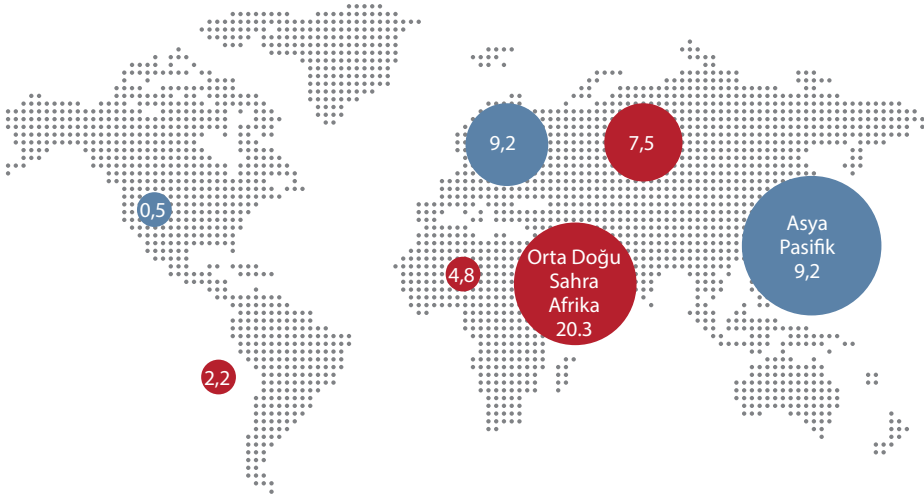 9,2
7,5
0,5
Asya
Pasifik
9,2
4,8
Orta Doğu
Sahra
Afrika
20.3
2,2